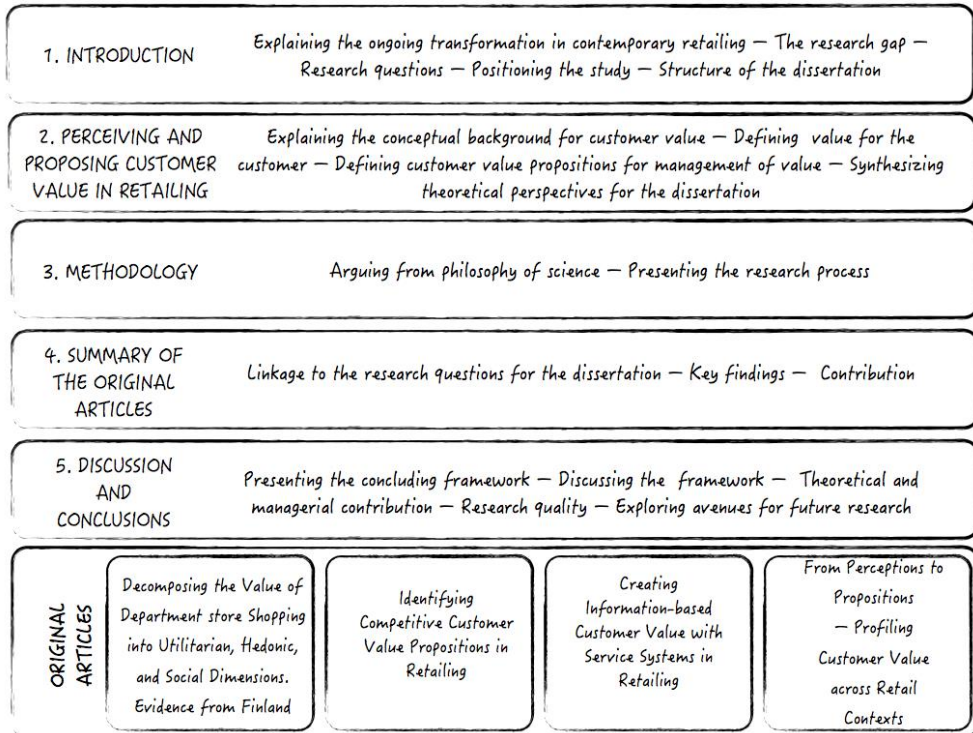 1. INTRODUCTION
Explaining the ongoing transformation in contemporary retailing – The research gap –
Research questions – Positioning the study – Structure of the dissertation
2. PERCEIVING AND
PROPOSING CUSTOMER
VALUE IN RETAILING
Explaining the conceptual background for customer value – Defining value for the
customer – Defining customer value propositions for management of value – Synthesizing
theoretical perspectives for the dissertation
3. METHODOLOGY
Arguing from philosophy of science – Presenting the research process
4. SUMMARY OF
THE ORIGINAL
ARTICLES
Linkage to the research questions for the dissertation – Key findings – Contribution
5. DISCUSSION
AND
CONCLUSIONS
Presenting the concluding framework – Discussing the framework – Theoretical and
managerial contribution – Research quality – Exploring avenues for future research
ORIGINAL
ARTICLES
Decomposing the Value of
Department store Shopping
into Utilitarian, Hedonic,
and Social Dimensions.
Evidence from Finland
Identifying
Competitive Customer
Value Propositions in
Retailing
Creating
Information-based
Customer Value with
Service Systems in
Retailing
From Perceptions to
Propositions
– Profiling
Customer Value
across Retail
Contexts